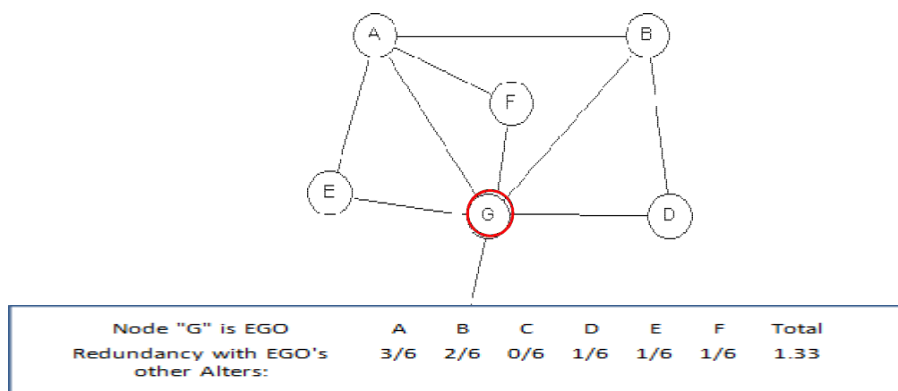 A
B
F
E
G
D
Node "G" is EGO A B C D E F Total
Redundancy with EGO's 3/6 2/6 0/6 1/6 1/6 1/6 1.33
other Alters: